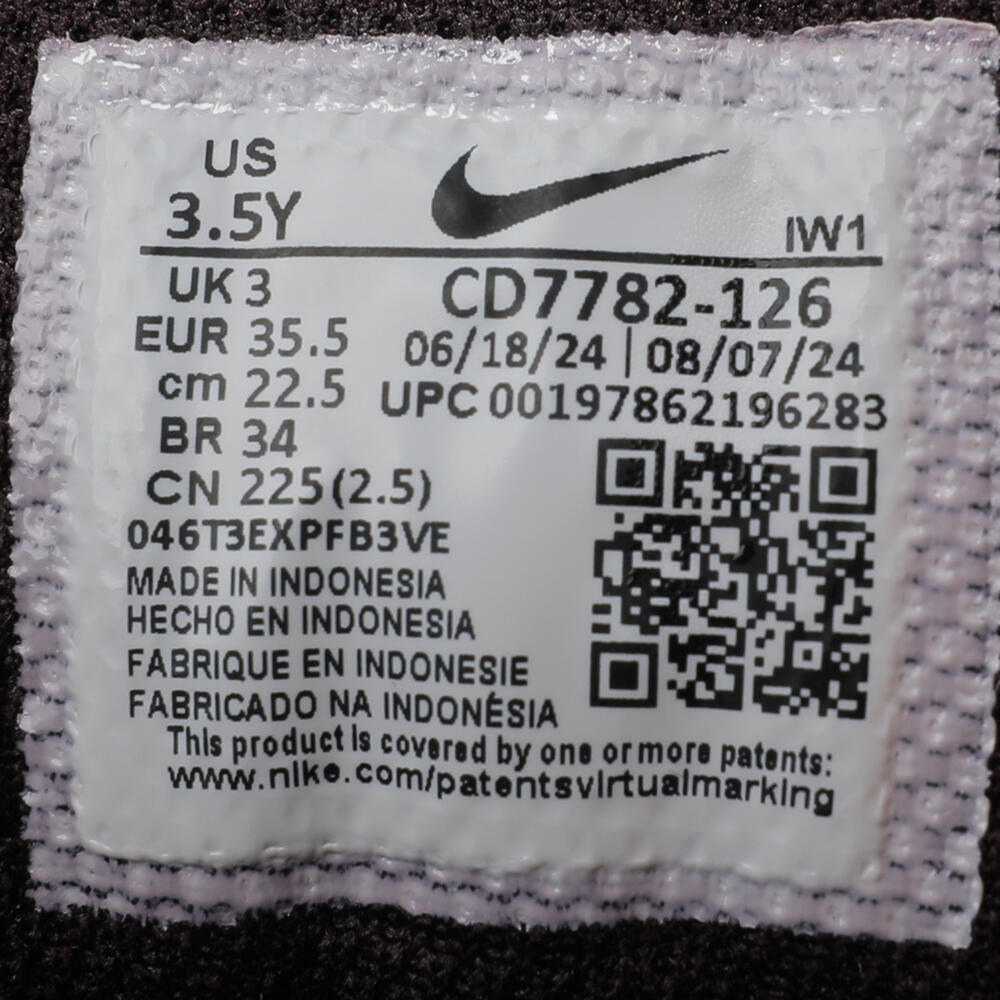 US
3.5Y
IW1
UK 3
EUR 35.5
cm 22.5
BR 34
CN 225(2.5)
CD7782-126
06/18/24 | 08/07/24
UPC 001978621962​83
046T3EXPFB3VE
MADE IN INDONESIA
HECHO EN INDONESIA
FABRIQUE EN INDONESIE
FABRICADO NA INDONÉSIA
This product is covered by one or more patents:
www.nike.com/patentsvirtualmarking